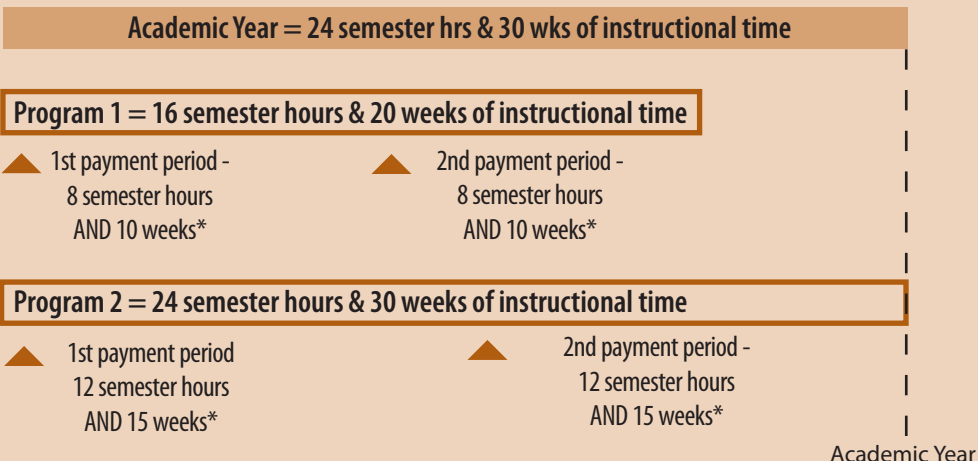 Academic Year = 24 semester hrs & 30 wks of instructional time
Program 1 = 16 semester hours & 20 weeks of instructional time
1st payment period -
8 semester hours
AND 10 weeks*
2nd payment period -
8 semester hours
AND 10 weeks*
Program 2 = 24 semester hours & 30 weeks of instructional time
1st payment period
12 semester hours
AND 15 weeks*
2nd payment period -
12 semester hours
AND 15 weeks*
Academic Year